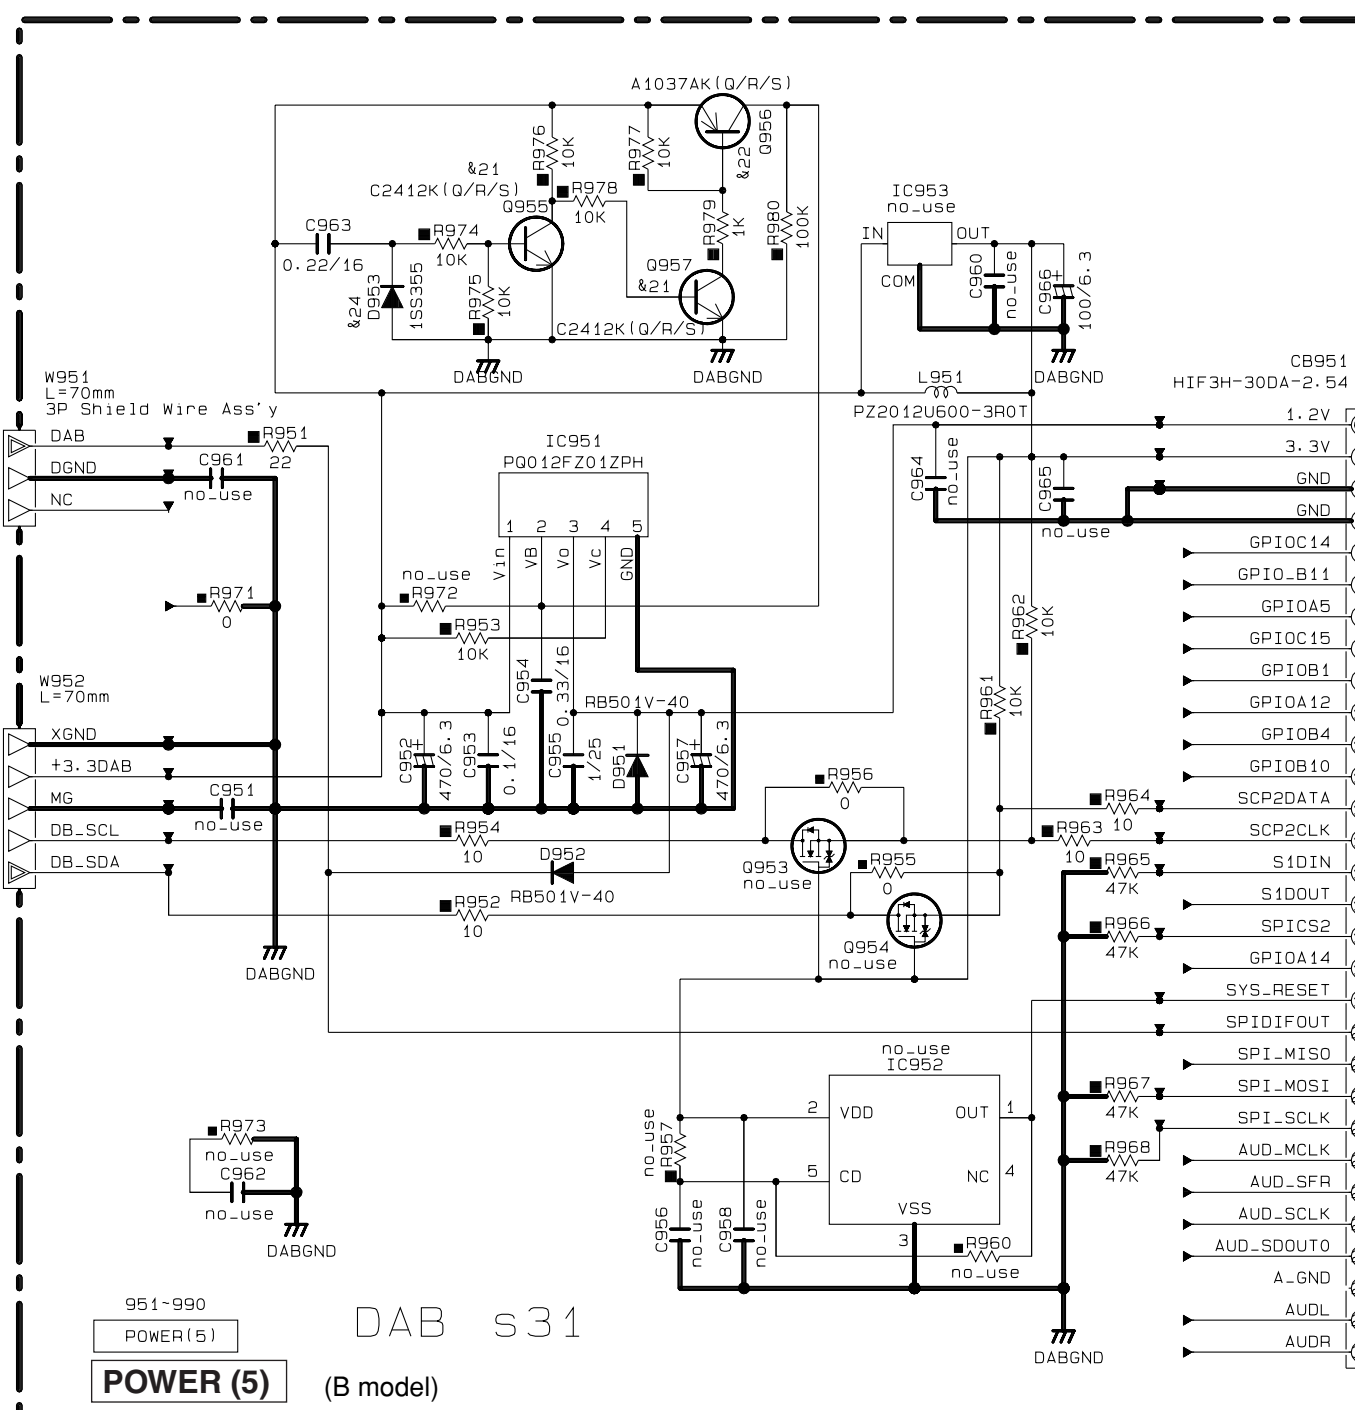 A1037AK(Q/R/S)
R976
10K
R977
10K
Q956
&22
&21
C2412K(Q/R/S)
R978
10K
Q955
C963
0.22/16
R974
10K
R979
1K
R980
100K
&24
D953
1SS355
R975
10K
Q957
&21
C2412K(Q/R/S)
DABGND
DABGND
IC953
no_use
IN
OUT
COM
C960
no_use
C966
+
100/6.3
DABGND
L951
PZ2012U600-3R0T
CB951
HIF3H-30DA-2.54
W951
L=70mm
3P Shield Wire Ass'y
DAB
DGND
NC
R951
22
C961
no_use
IC951
PQ012FZ01ZPH
1
2
3
4
5
Vin
VB
Vo
Vc
GND
no_use
R972
R953
10K
C954
0.33/16
R971
0
C964
no_use
C965
no_use
R962
10K
R961
10K
1.2V
3.3V
GND
GND
GPIOC14
GPIO_B11
GPIOA5
GPIOC15
GPIOB1
GPIOA12
GPIOB4
GPIOB10
SCP2DATA
SCP2CLK
S1DIN
S1DOUT
SPICS2
GPIOA14
SYS_RESET
SPIDIFOUT
SPI_MISO
SPI_MOSI
SPI_SCLK
AUD_MCLK
AUD_SFR
AUD_SCLK
AUD_SDOUTO
A_GND
AUDL
AUDR
W952
L=70mm
XGND
+3.3DAB
MG
DB_SCL
DB_SDA
C951
no_use
C952
+
470/6.3
C953
0.1/16
C955
1/25
RB501V-40
D951
C957
+
470/6.3
R954
10
D952
RB501V-40
R952
10
R956
0
Q953
no_use
R955
0
Q954
no_use
R964
10
R963
10
R965
47K
R966
47K
R967
47K
R968
47K
DABGND
no_use
IC952
2
VDD
OUT
1
5
CD
NC
4
VSS
3
no_use
R957
C956
no_use
C958
no_use
R960
no_use
DABGND
R973
no_use
C962
no_use
DABGND
951~990
POWER(5)
DAB s31
POWER (5)
(B model)